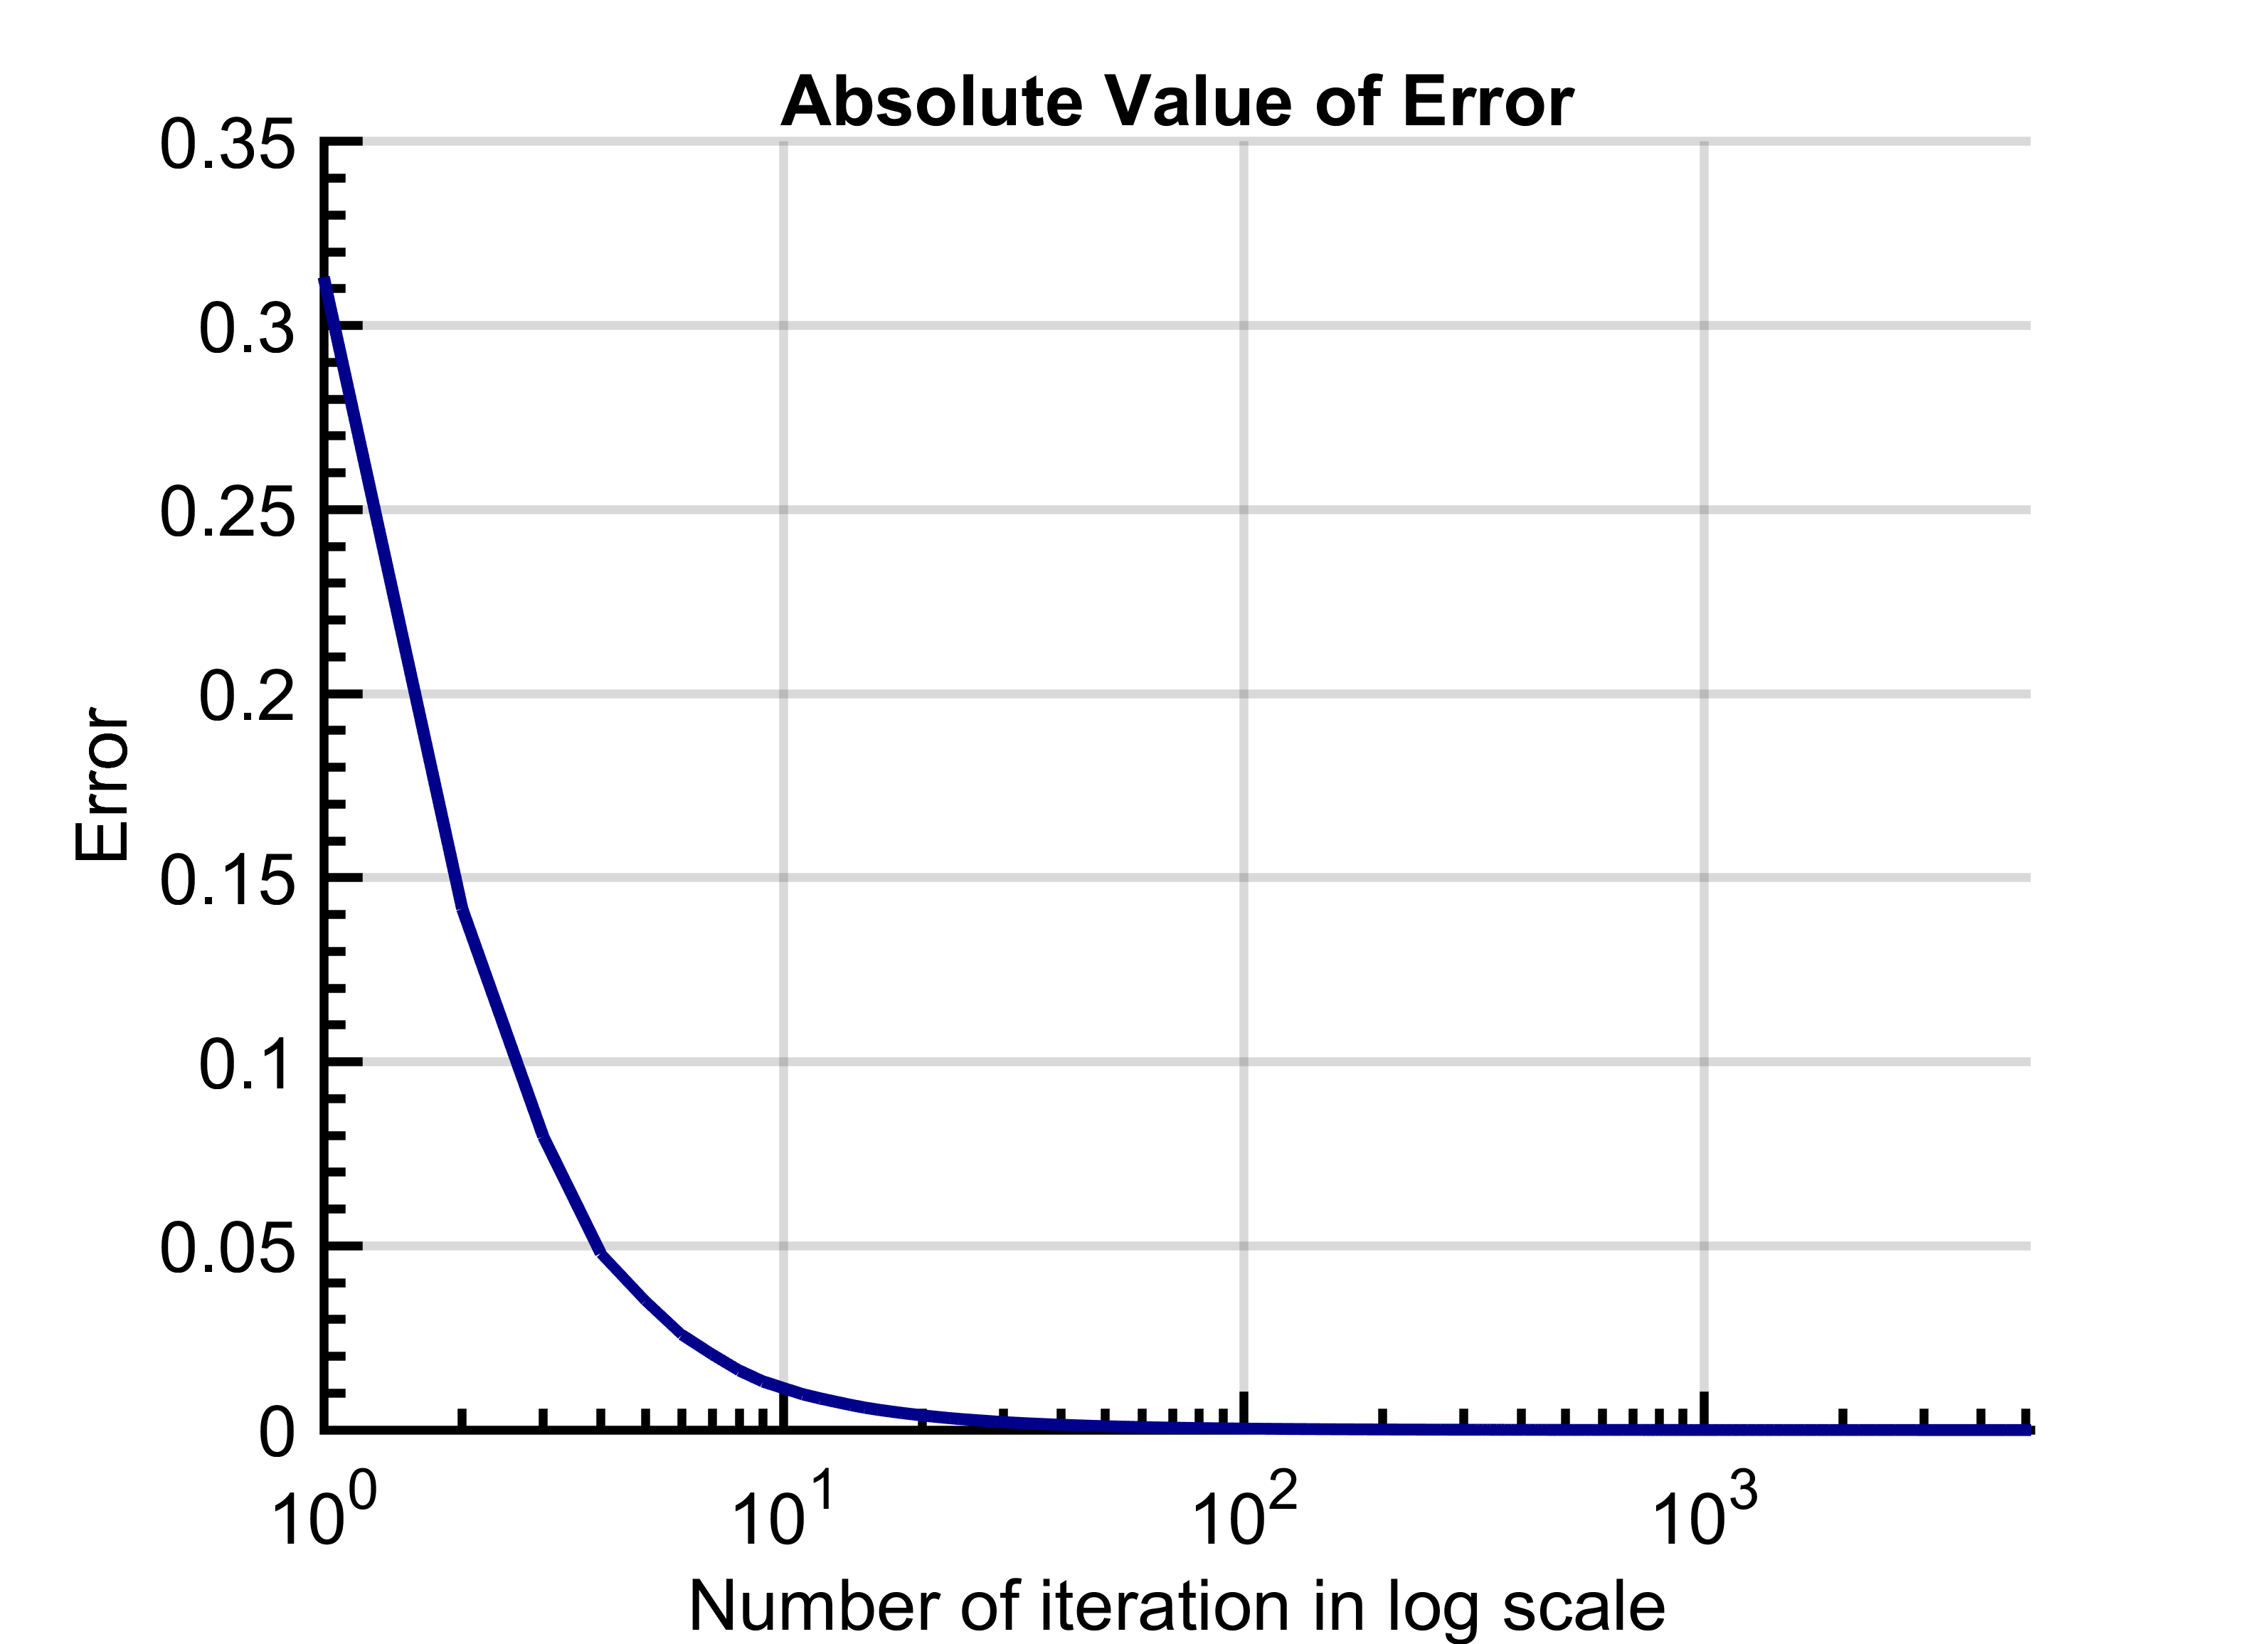 Absolute Value of Error
0.35
0.3
0.25
0.2
0.15
0.1
0.05
0
Error
10^0 10^1 10^2 10^3
Number of iteration in log scale